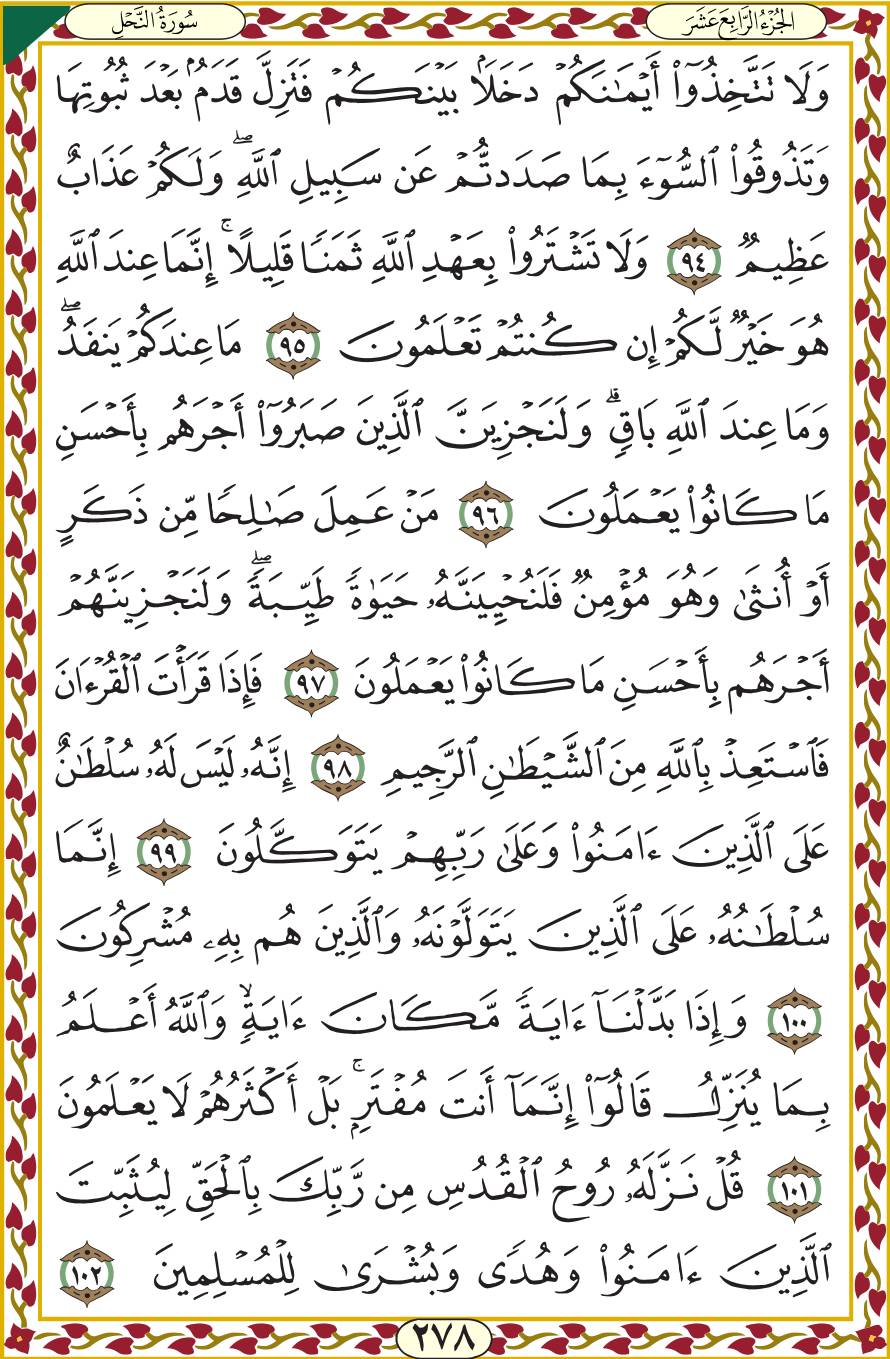 الجُزْءُ الرَّابِعَ عَشَرَ
سُورَةُ النَّحْلِ
وَلَا تَتَّخِذُوٓاْ أَيْمَٰنَكُمْ دَخَلَۢا بَيْنَكُمْ فَتَزِلَّ قَدَمُۢ بَعْدَ ثُبُوتِهَا
وَتَذُوقُواْ ٱلسُّوٓءَ بِمَا صَدَدتُّمْ عَن سَبِيلِ ٱللَّهِۖ وَلَكُمْ عَذَابٌ
عَظِيمٌ ٩٤ وَلَا تَشْتَرُواْ بِعَهْدِ ٱللَّهِ ثَمَنٗا قَلِيلًاۚ إِنَّمَا عِندَ ٱللَّهِ
هُوَ خَيْرٞ لَّكُمْ إِن كُنتُمْ تَعْلَمُونَ ٩٥ مَا عِندَكُمْ يَنفَدُۖ
وَمَا عِندَ ٱللَّهِ بَاقٖۗ وَلَنَجْزِيَنَّ ٱلَّذِينَ صَبَرُوٓاْ أَجْرَهُم بِأَحْسَنِ
مَا كَانُواْ يَعْمَلُونَ ٩٦ مَنْ عَمِلَ صَٰلِحٗا مِّن ذَكَرٍ
أَوْ أُنثَىٰ وَهُوَ مُؤْمِنٞ فَلَنُحْيِيَنَّهُۥ حَيَوٰةٗ طَيِّبَةٗۖ وَلَنَجْزِيَنَّهُمْ
أَجْرَهُم بِأَحْسَنِ مَا كَانُواْ يَعْمَلُونَ ٩٧ فَإِذَا قَرَأْتَ ٱلْقُرْءَانَ
فَٱسْتَعِذْ بِٱللَّهِ مِنَ ٱلشَّيْطَٰنِ ٱلرَّجِيمِ ٩٨ إِنَّهُۥ لَيْسَ لَهُۥ سُلْطَٰنٌ
عَلَى ٱلَّذِينَ ءَامَنُواْ وَعَلَىٰ رَبِّهِمْ يَتَوَكَّلُونَ ٩٩ إِنَّمَا
سُلْطَٰنُهُۥ عَلَى ٱلَّذِينَ يَتَوَلَّوْنَهُۥ وَٱلَّذِينَ هُم بِهِۦ مُشْرِكُونَ
١٠٠ وَإِذَا بَدَّلْنَآ ءَايَةٗ مَّكَانَ ءَايَةٖۙ وَٱللَّهُ أَعْلَمُ
بِمَا يُنَزِّلُ قَالُوٓاْ إِنَّمَآ أَنتَ مُفْتَرِۭۚ بَلْ أَكْثَرُهُمْ لَا يَعْلَمُونَ
١٠١ قُلْ نَزَّلَهُۥ رُوحُ ٱلْقُدُسِ مِن رَّبِّكَ بِٱلْحَقِّ لِيُثَبِّتَ
ٱلَّذِينَ ءَامَنُواْ وَهُدٗى وَبُشْرَىٰ لِلْمُسْلِمِينَ ١٠٢
٢٧٨